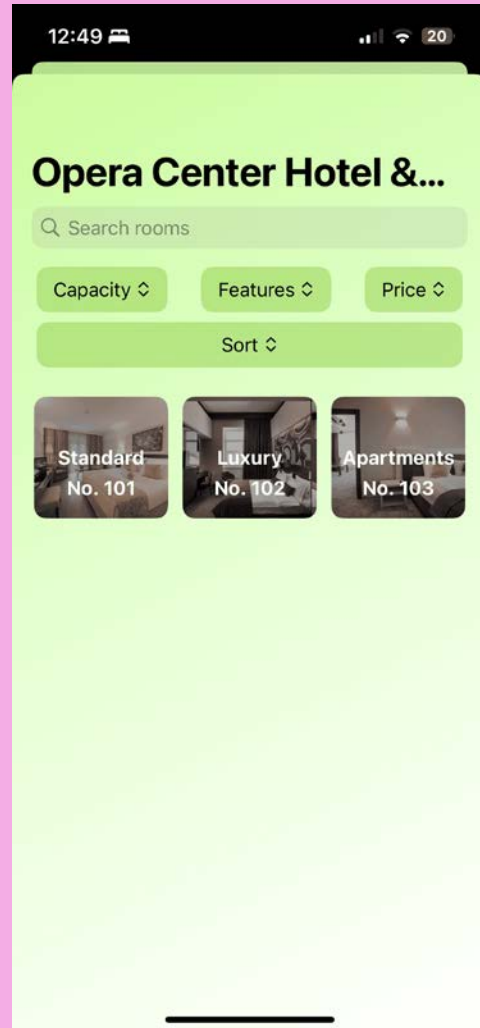 12:49
20
Opera Center Hotel &...
Search rooms
Capacity
Features
Price
Sort
Standard
No. 101
Luxury
No. 102
Apartments
No. 103